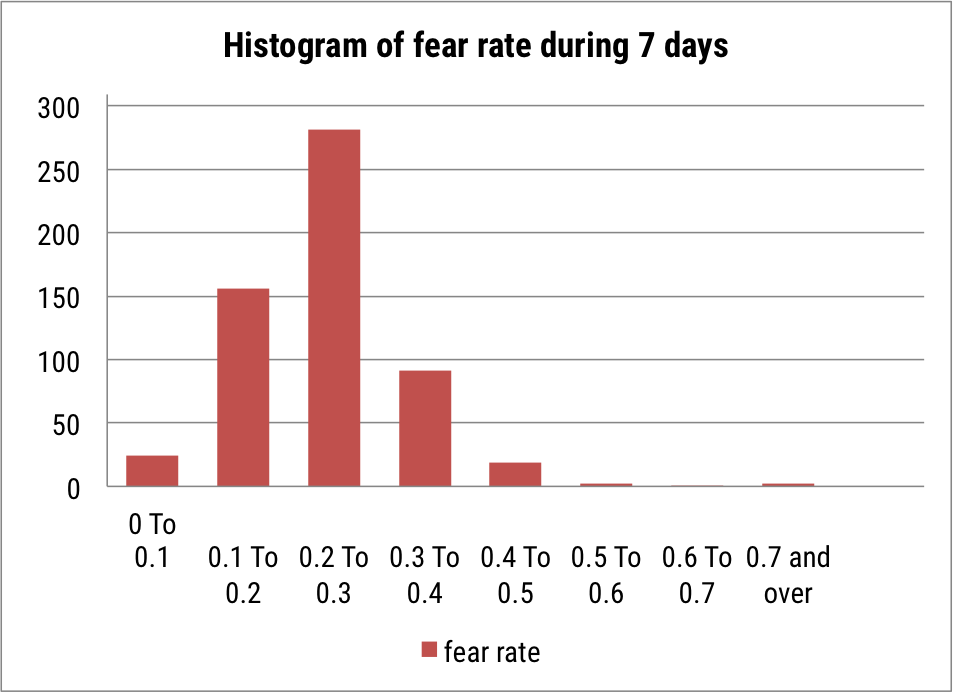 Histogram of fear rate during 7 days
300
250
200
150
100
50
0
0 To
0.1
0.1 To
0.2
0.2 To
0.3
0.3 To
0.4
0.4 To
0.5
0.5 To
0.6
0.6 To
0.7
0.7 and
over
fear rate